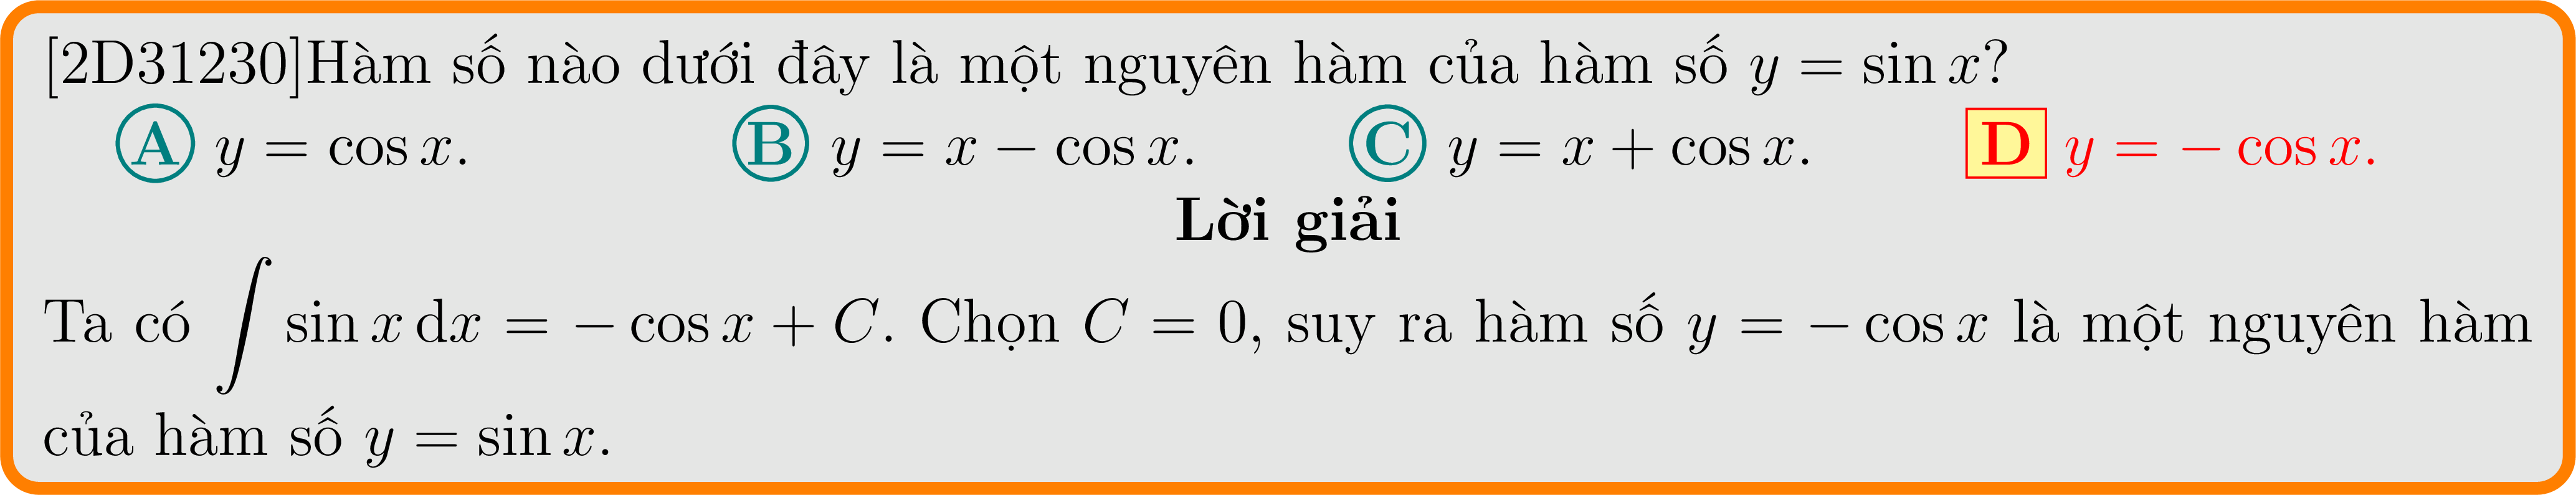 [2D31230]Hàm số nào dưới đây là một nguyên hàm của hàm số y = sin x?
A y = cos x. B y = x − cos x. C y = x + cos x. D y = − cos x.
Lời giải
Ta có ∫ sin x dx = − cos x + C. Chọn C = 0, suy ra hàm số y = − cos x là một nguyên hàm
của hàm số y = sin x.